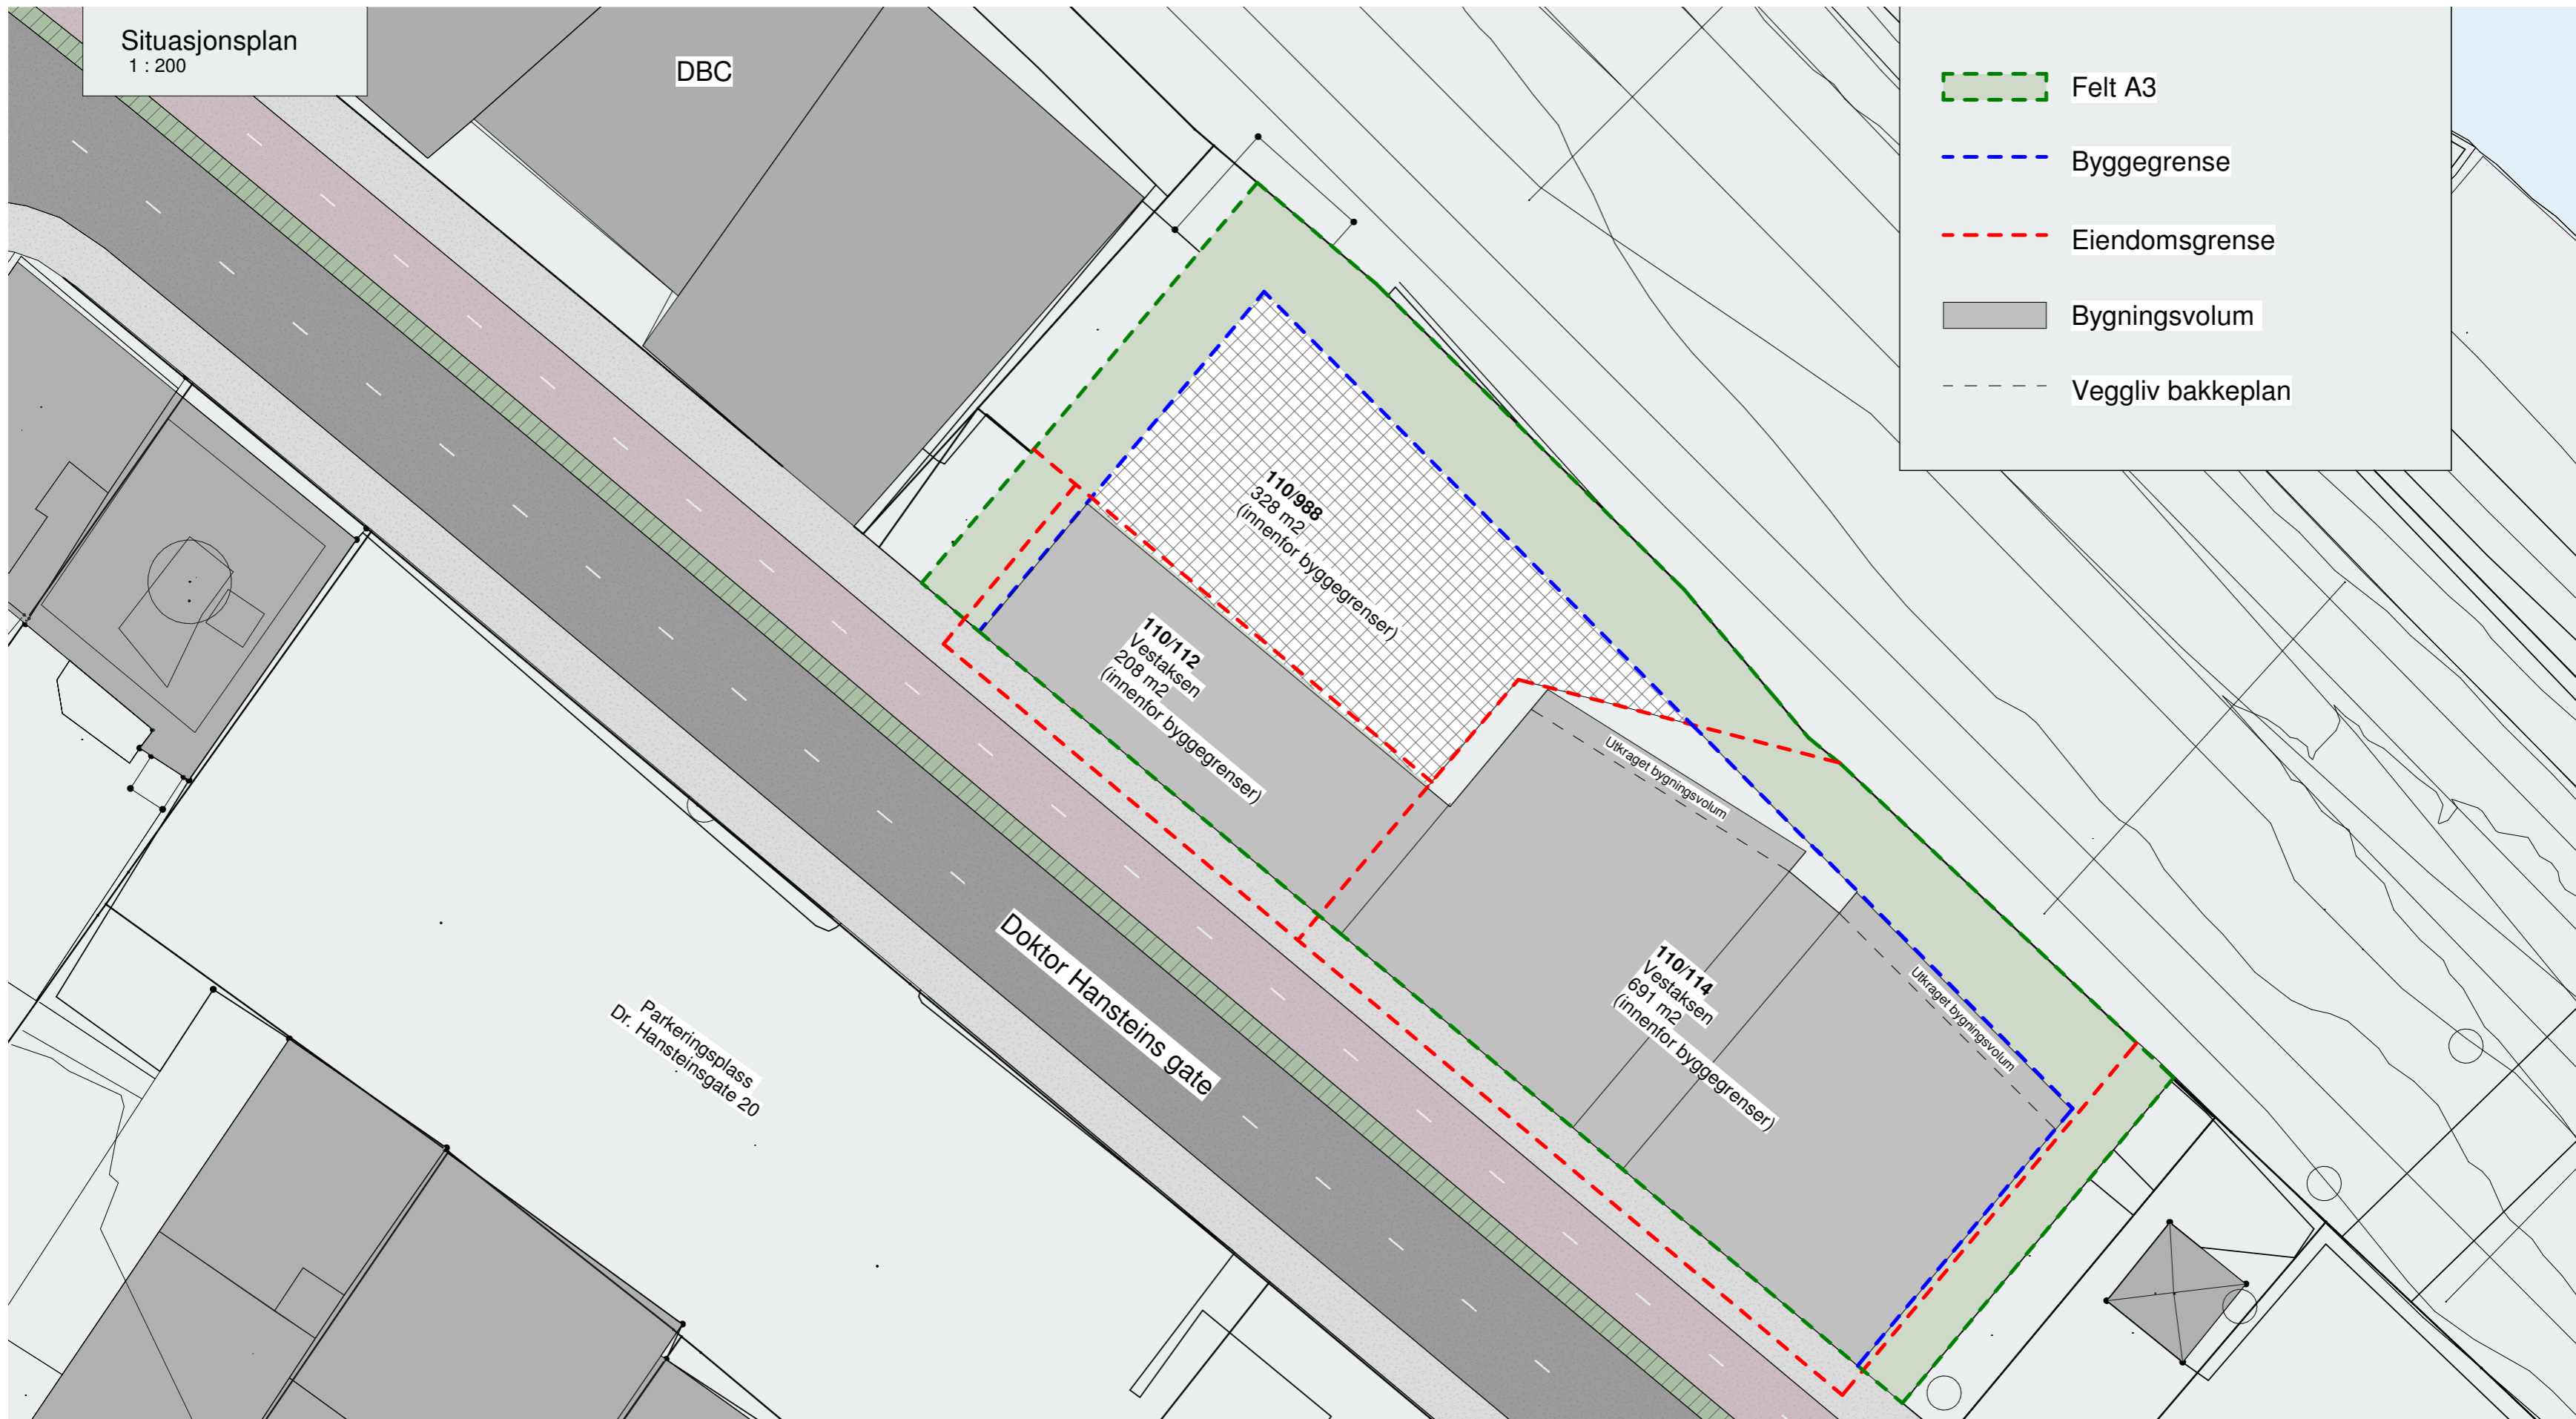 Situasjonsplan
1 : 200
DBC
Felt A3
Byggegrense
Eiendomsgrense
Bygningsvolum
Veggliv bakkeplan
110/988
328 m2
(innenfor byggegrenser)
110/112
Vestaksen
208 m2
(innenfor byggegrenser)
Utkraget bygningsvolum
110/114
Vestaksen
691 m2
(innenfor byggegrenser)
Utkraget bygningsvolum
Doktor Hansteins gate
Parkeringsplass
Dr. Hansteinsgate 20